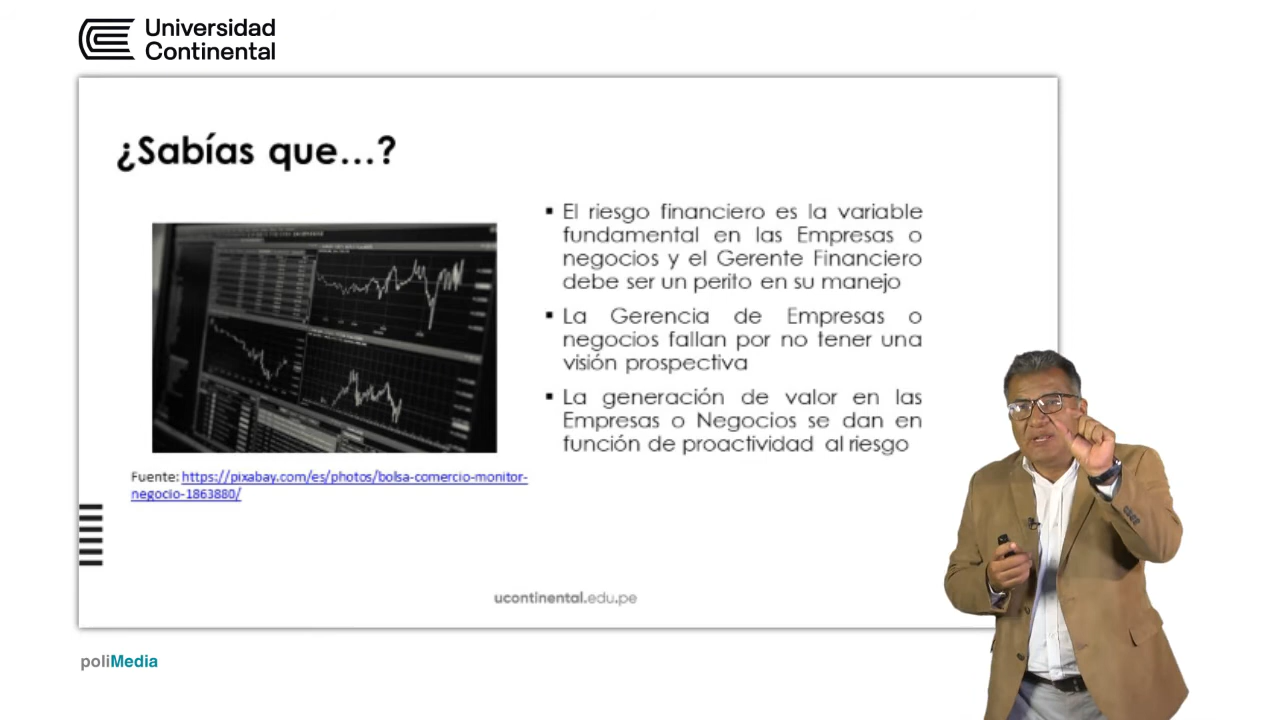 Universidad
Continental
¿Sabías que...?
▪ El riesgo financiero es la variable
fundamental en las Empresas o
negocios y el Gerente Financiero
debe ser un perito en su manejo
▪ La Gerencia de Empresas o
negocios fallan por no tener una
visión prospectiva
▪ La generación de valor en las
Empresas o Negocios se dan en
función de proactividad al riesgo
Fuente: https://pixabay.com/es/photos/bolsa-comercio-monitor-
negocio-1863880/
ucontinental.edu.pe
poliMedia